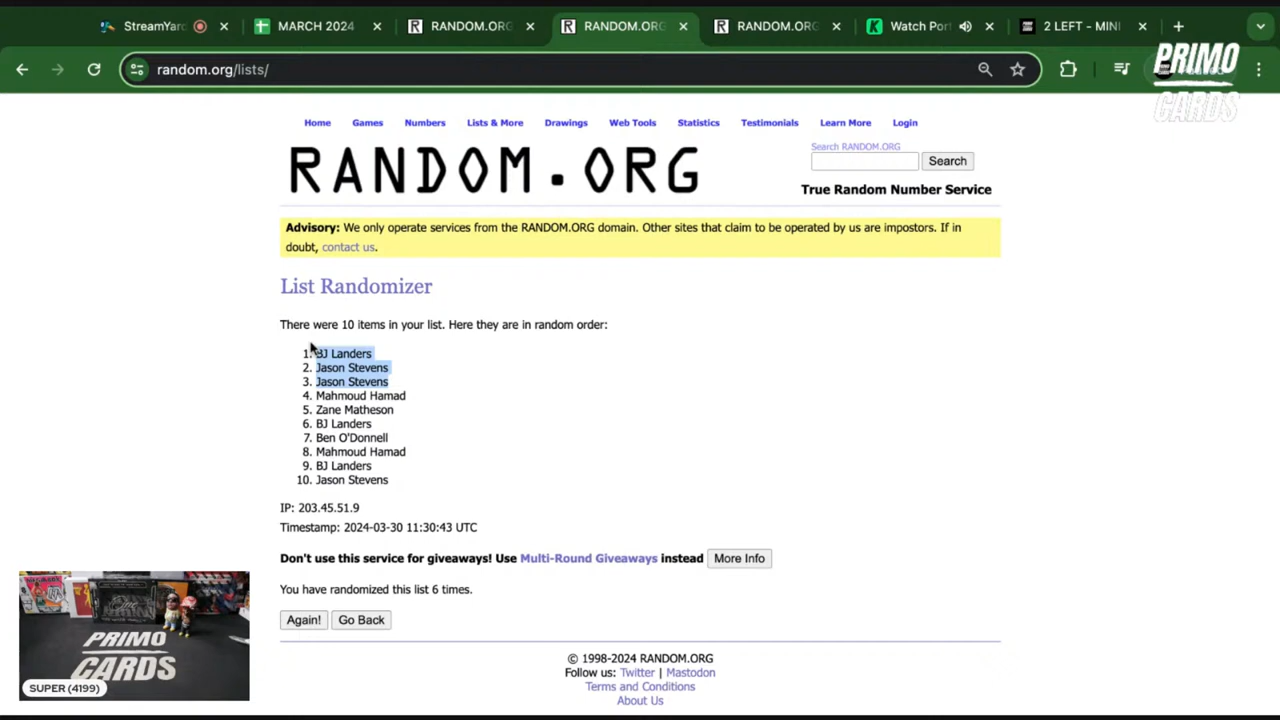 StreamYard
MARCH 2024
RANDOM.ORG
RANDOM.ORG
RANDOM.ORG
Watch Por
2 LEFT - MINI
random.org/lists/
PRIMO
CARDS
Home Games Numbers Lists & More Drawings Web Tools Statistics Testimonials Learn More Login
RANDOM.ORG
Search RANDOM.ORG
Search
True Random Number Service
Advisory: We only operate services from the RANDOM.ORG domain. Other sites that claim to be operated by us are impostors. If in
doubt, contact us.
List Randomizer
There were 10 items in your list. Here they are in random order:
1. BJ Landers
2. Jason Stevens
3. Jason Stevens
4. Mahmoud Hamad
5. Zane Matheson
6. BJ Landers
7. Ben O'Donnell
8. Mahmoud Hamad
9. BJ Landers
10. Jason Stevens
IP: 203.45.51.9
Timestamp: 2024-03-30 11:30:43 UTC
Don't use this service for giveaways! Use Multi-Round Giveaways instead More Info
You have randomized this list 6 times.
Again! Go Back
PRIMO
CARDS
SUPER (4199)
© 1998-2024 RANDOM.ORG
Follow us: Twitter | Mastodon
Terms and Conditions
About Us